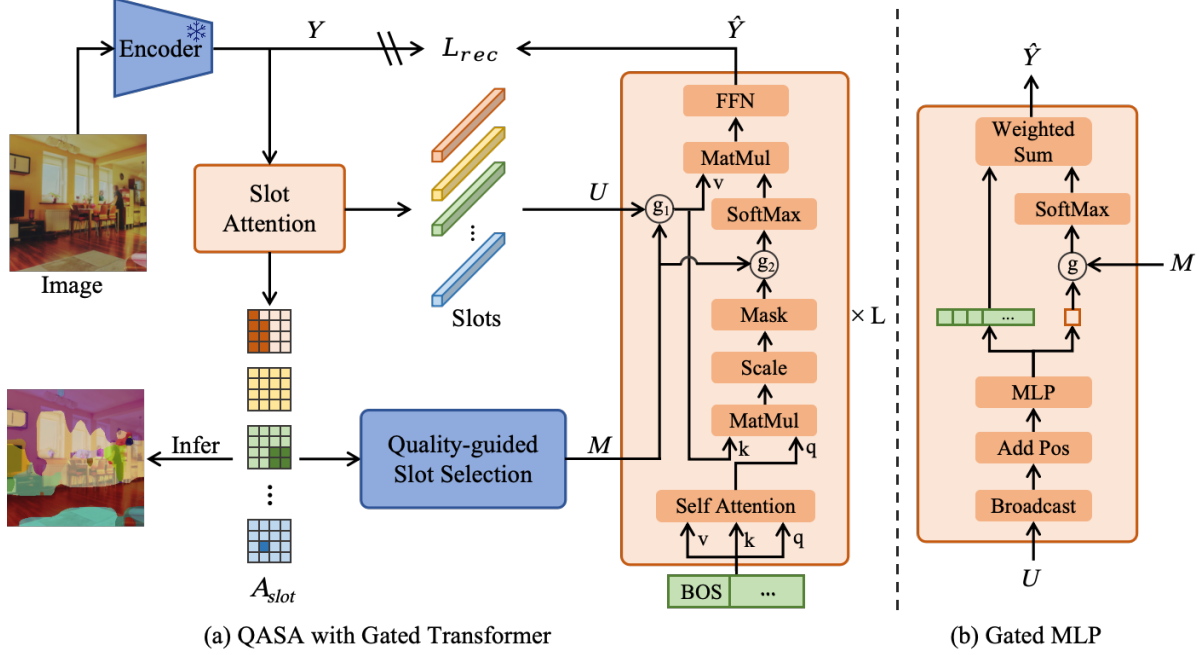 Encoder
Y
L_rec
Ŷ
Image
Slot
Attention
Slots
U
Infer
A_slot
Quality-guided
Slot Selection
M
FFN
MatMul
v
g₁
SoftMax
g₂
Mask
Scale
MatMul
k
q
Self Attention
v
k
q
BOS
...
× L
(a) QASA with Gated Transformer
Ŷ
Weighted
Sum
SoftMax
g
M
...
MLP
Add Pos
Broadcast
U
(b) Gated MLP